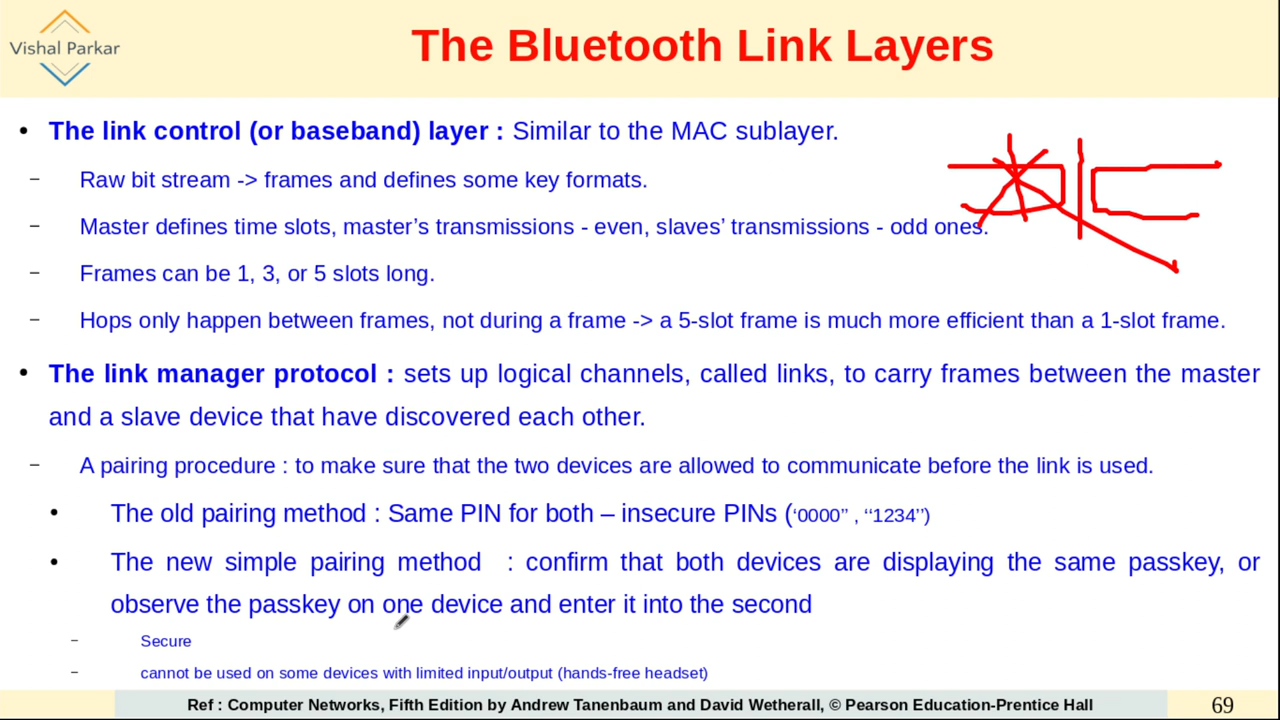 Vishal Parkar
The Bluetooth Link Layers
• The link control (or baseband) layer : Similar to the MAC sublayer.
– Raw bit stream -> frames and defines some key formats.
– Master defines time slots, master’s transmissions - even, slaves’ transmissions - odd ones.
– Frames can be 1, 3, or 5 slots long.
– Hops only happen between frames, not during a frame -> a 5-slot frame is much more efficient than a 1-slot frame.
• The link manager protocol : sets up logical channels, called links, to carry frames between the master
and a slave device that have discovered each other.
– A pairing procedure : to make sure that the two devices are allowed to communicate before the link is used.
• The old pairing method : Same PIN for both – insecure PINs (‘0000” , “1234”)
• The new simple pairing method : confirm that both devices are displaying the same passkey, or
observe the passkey on one device and enter it into the second
– Secure
– cannot be used on some devices with limited input/output (hands-free headset)
Ref : Computer Networks, Fifth Edition by Andrew Tanenbaum and David Wetherall, © Pearson Education-Prentice Hall
69